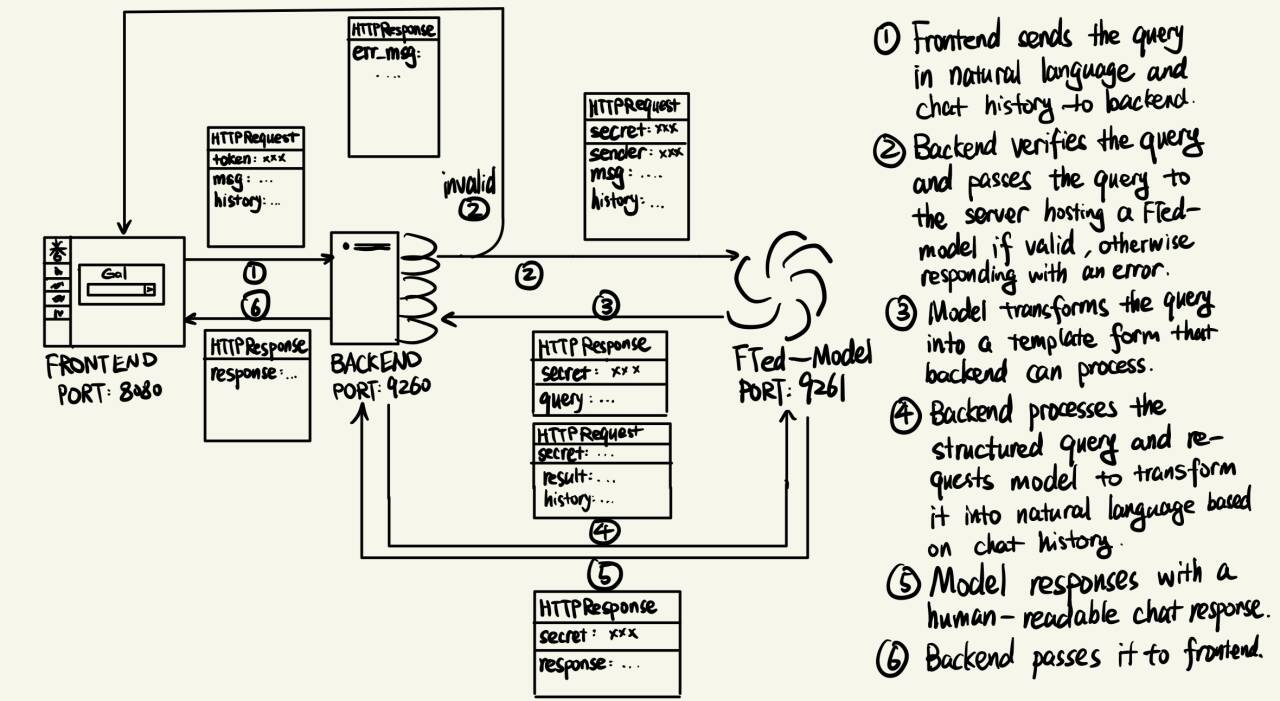 HTTPResponse
err_msg:
....
HTTPRequest
token: xxx
msg: ...
history:...
invalid
②
HTTPRequest
secret: xxx
sender: xxx
msg: ....
history: ...
①
②
③
⑥
FRONTEND
PORT: 8080
BACKEND
PORT: 9260
FTed-Model
PORT: 9261
HTTPResponse
response:...
HTTPResponse
secret: xxx
query: ...
HTTPRequest
secret: ...
result: ...
history: ...
④
⑤
HTTPResponse
secret: xxx
response: ...
① Frontend sends the query
in natural language and
chat history to backend.
② Backend verifies the query
and passes the query to
the server hosting a FTed-
model if valid, otherwise
responding with an error.
③ Model transforms the query
into a template form that
backend can process.
④ Backend processes the
structured query and re-
quests model to transform
it into natural language based
on chat history.
⑤ Model responses with a
human-readable chat response.
⑥ Backend passes it to frontend.